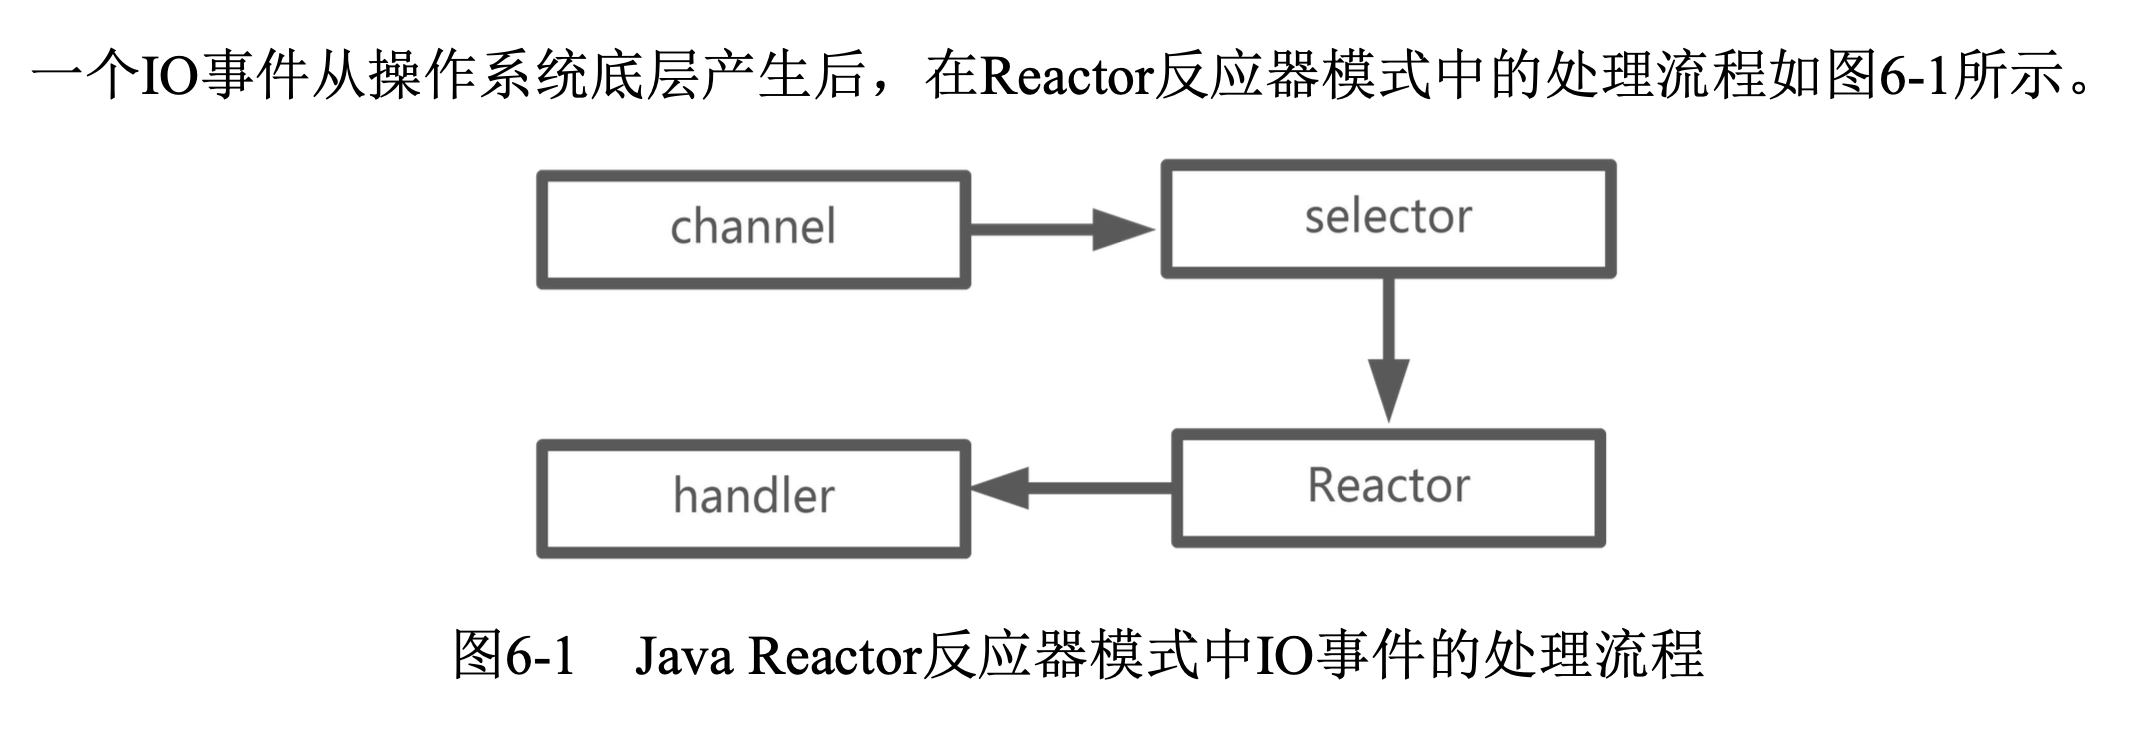 一个IO事件从操作系统底层产生后，在Reactor反应器模式中的处理流程如图6-1所示。
channel
selector
handler
Reactor
图6-1 Java Reactor反应器模式中IO事件的处理流程